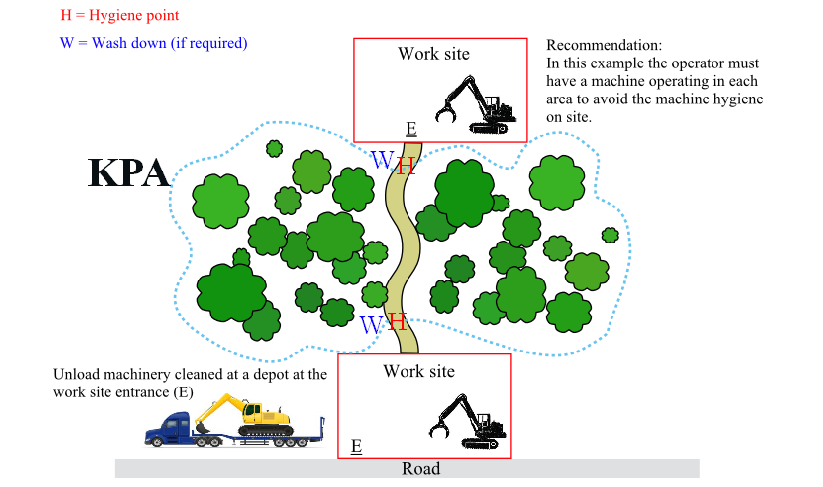 H = Hygiene point
W = Wash down (if required)
Work site
E
Recommendation:
In this example the operator must
have a machine operating in each
area to avoid the machine hygiene
on site.
KPA
W H
W H
Unload machinery cleaned at a depot at the
work site entrance (E)
Work site
E
Road